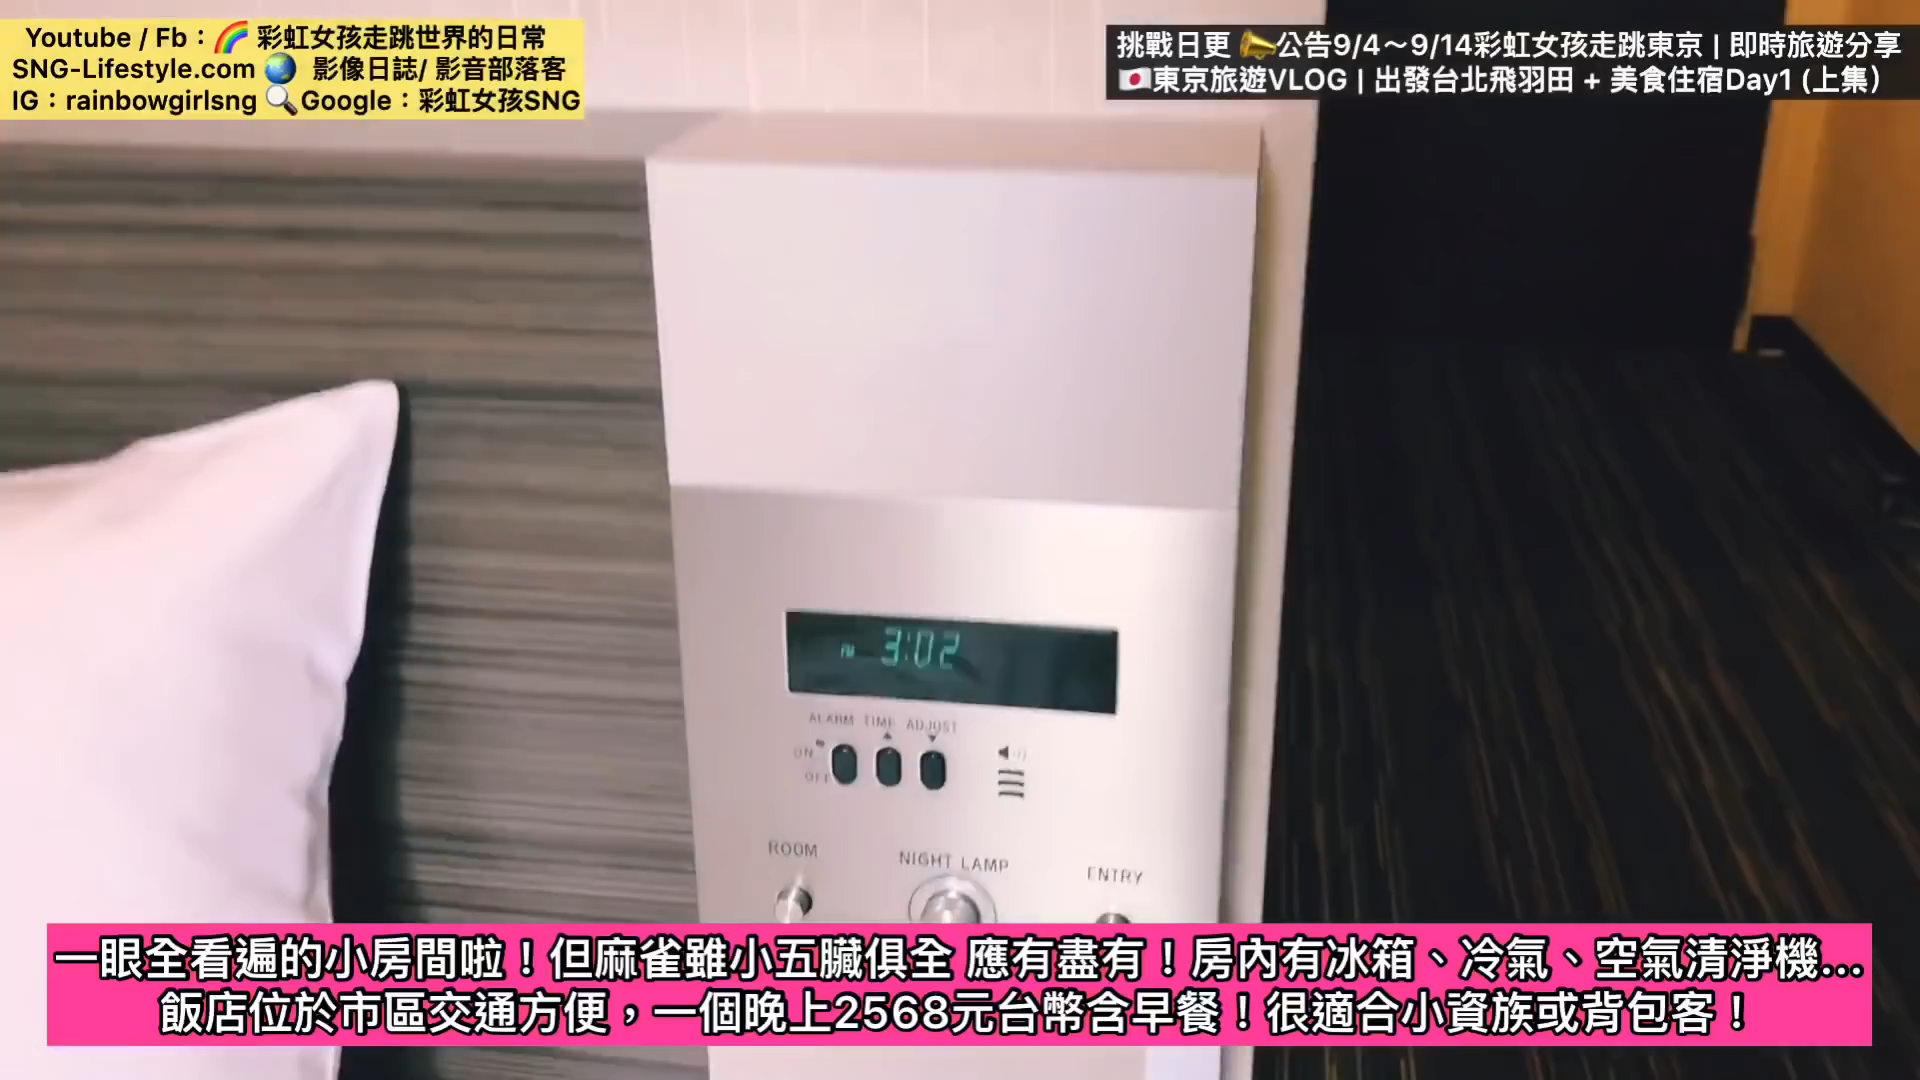 Youtube / Fb：🌈 彩虹女孩走跳世界的日常
SNG-Lifestyle.com 🌏 影像日誌/ 影音部落客
IG：rainbowgirlsng 🔍Google：彩虹女孩SNG
挑戰日更 📣公告9/4～9/14彩虹女孩走跳東京 | 即時旅遊分享
🇯🇵東京旅遊VLOG | 出發台北飛羽田 + 美食住宿Day1 (上集）
PM 3:02
ALARM TIME ADJUST
ON
OFF
ROOM
NIGHT LAMP
ENTRY
一眼全看遍的小房間啦！但麻雀雖小五臟俱全 應有盡有！房內有冰箱、冷氣、空氣清淨機...
飯店位於市區交通方便，一個晚上2568元台幣含早餐！很適合小資族或背包客！